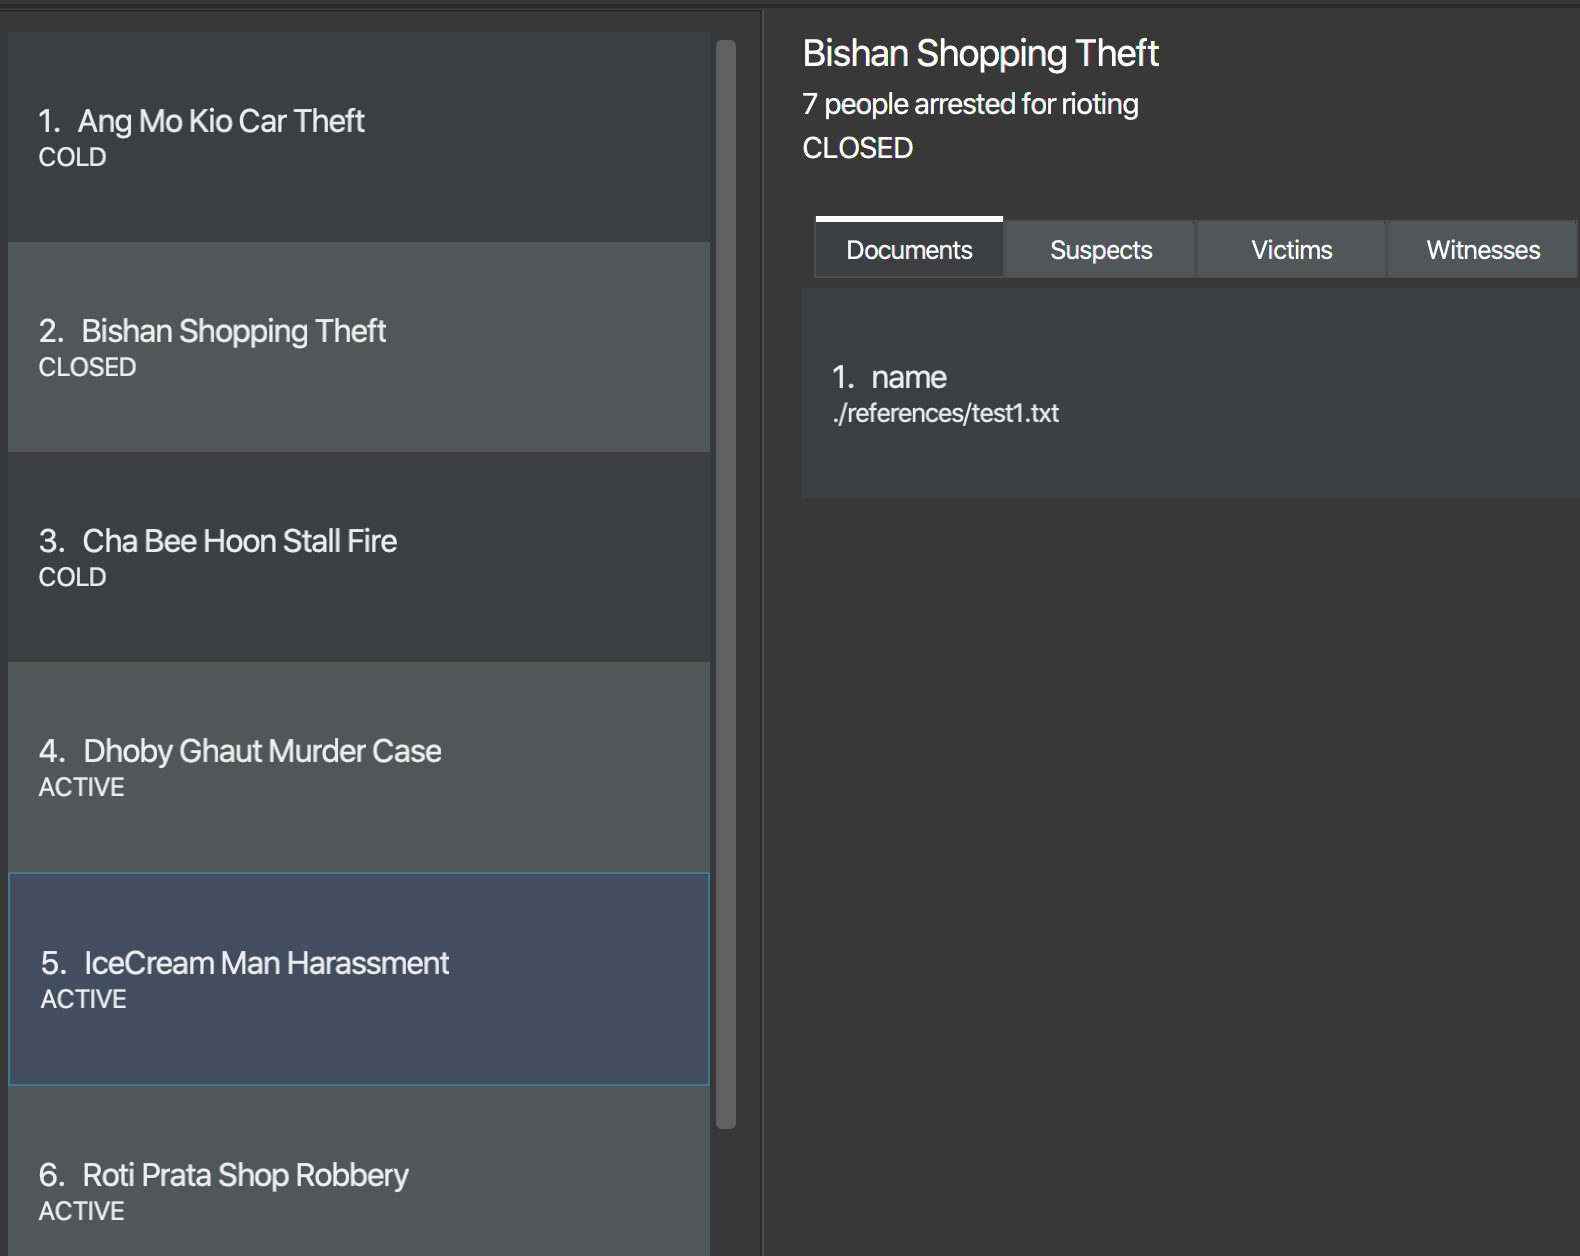 1. Ang Mo Kio Car Theft
COLD
2. Bishan Shopping Theft
CLOSED
3. Cha Bee Hoon Stall Fire
COLD
4. Dhoby Ghaut Murder Case
ACTIVE
5. IceCream Man Harassment
ACTIVE
6. Roti Prata Shop Robbery
ACTIVE
Bishan Shopping Theft
7 people arrested for rioting
CLOSED
Documents Suspects Victims Witnesses
1. name
./references/test1.txt